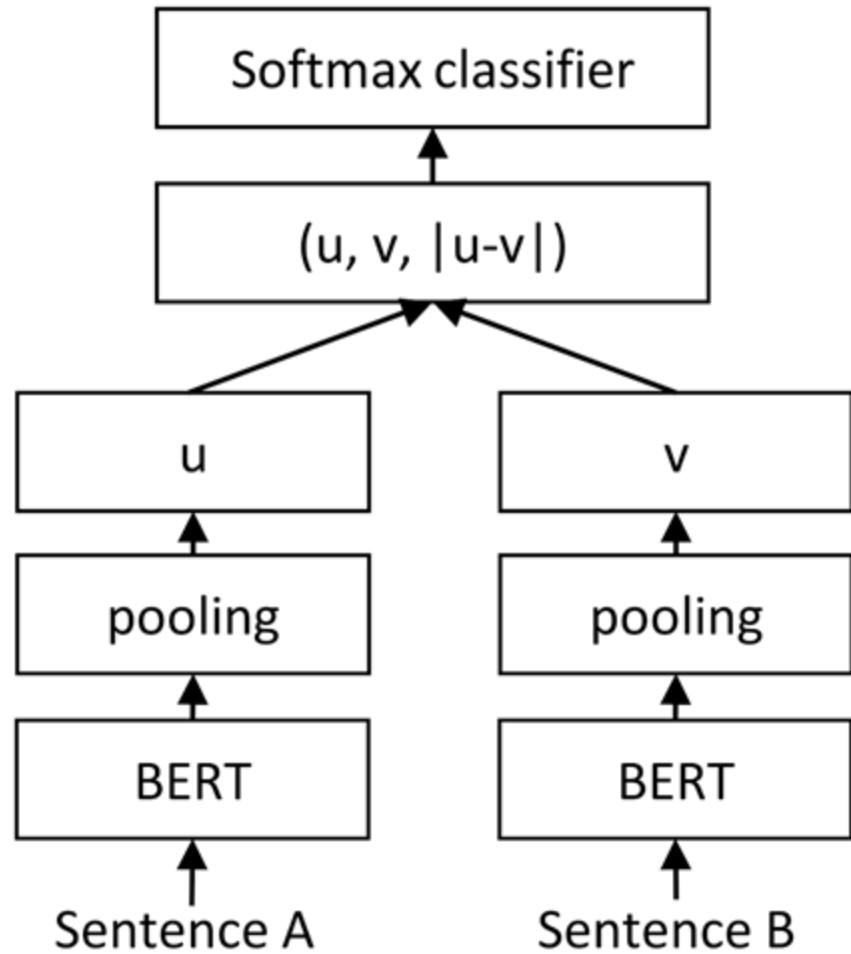 Softmax classifier
(u, v, |u-v|)
u v
pooling pooling
BERT BERT
Sentence A Sentence B